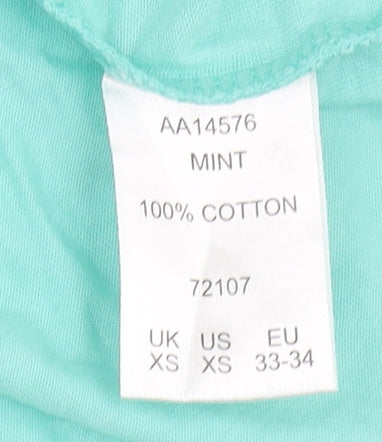 AA14576
MINT
100% COTTON
72107
UK US EU
XS XS 33-34